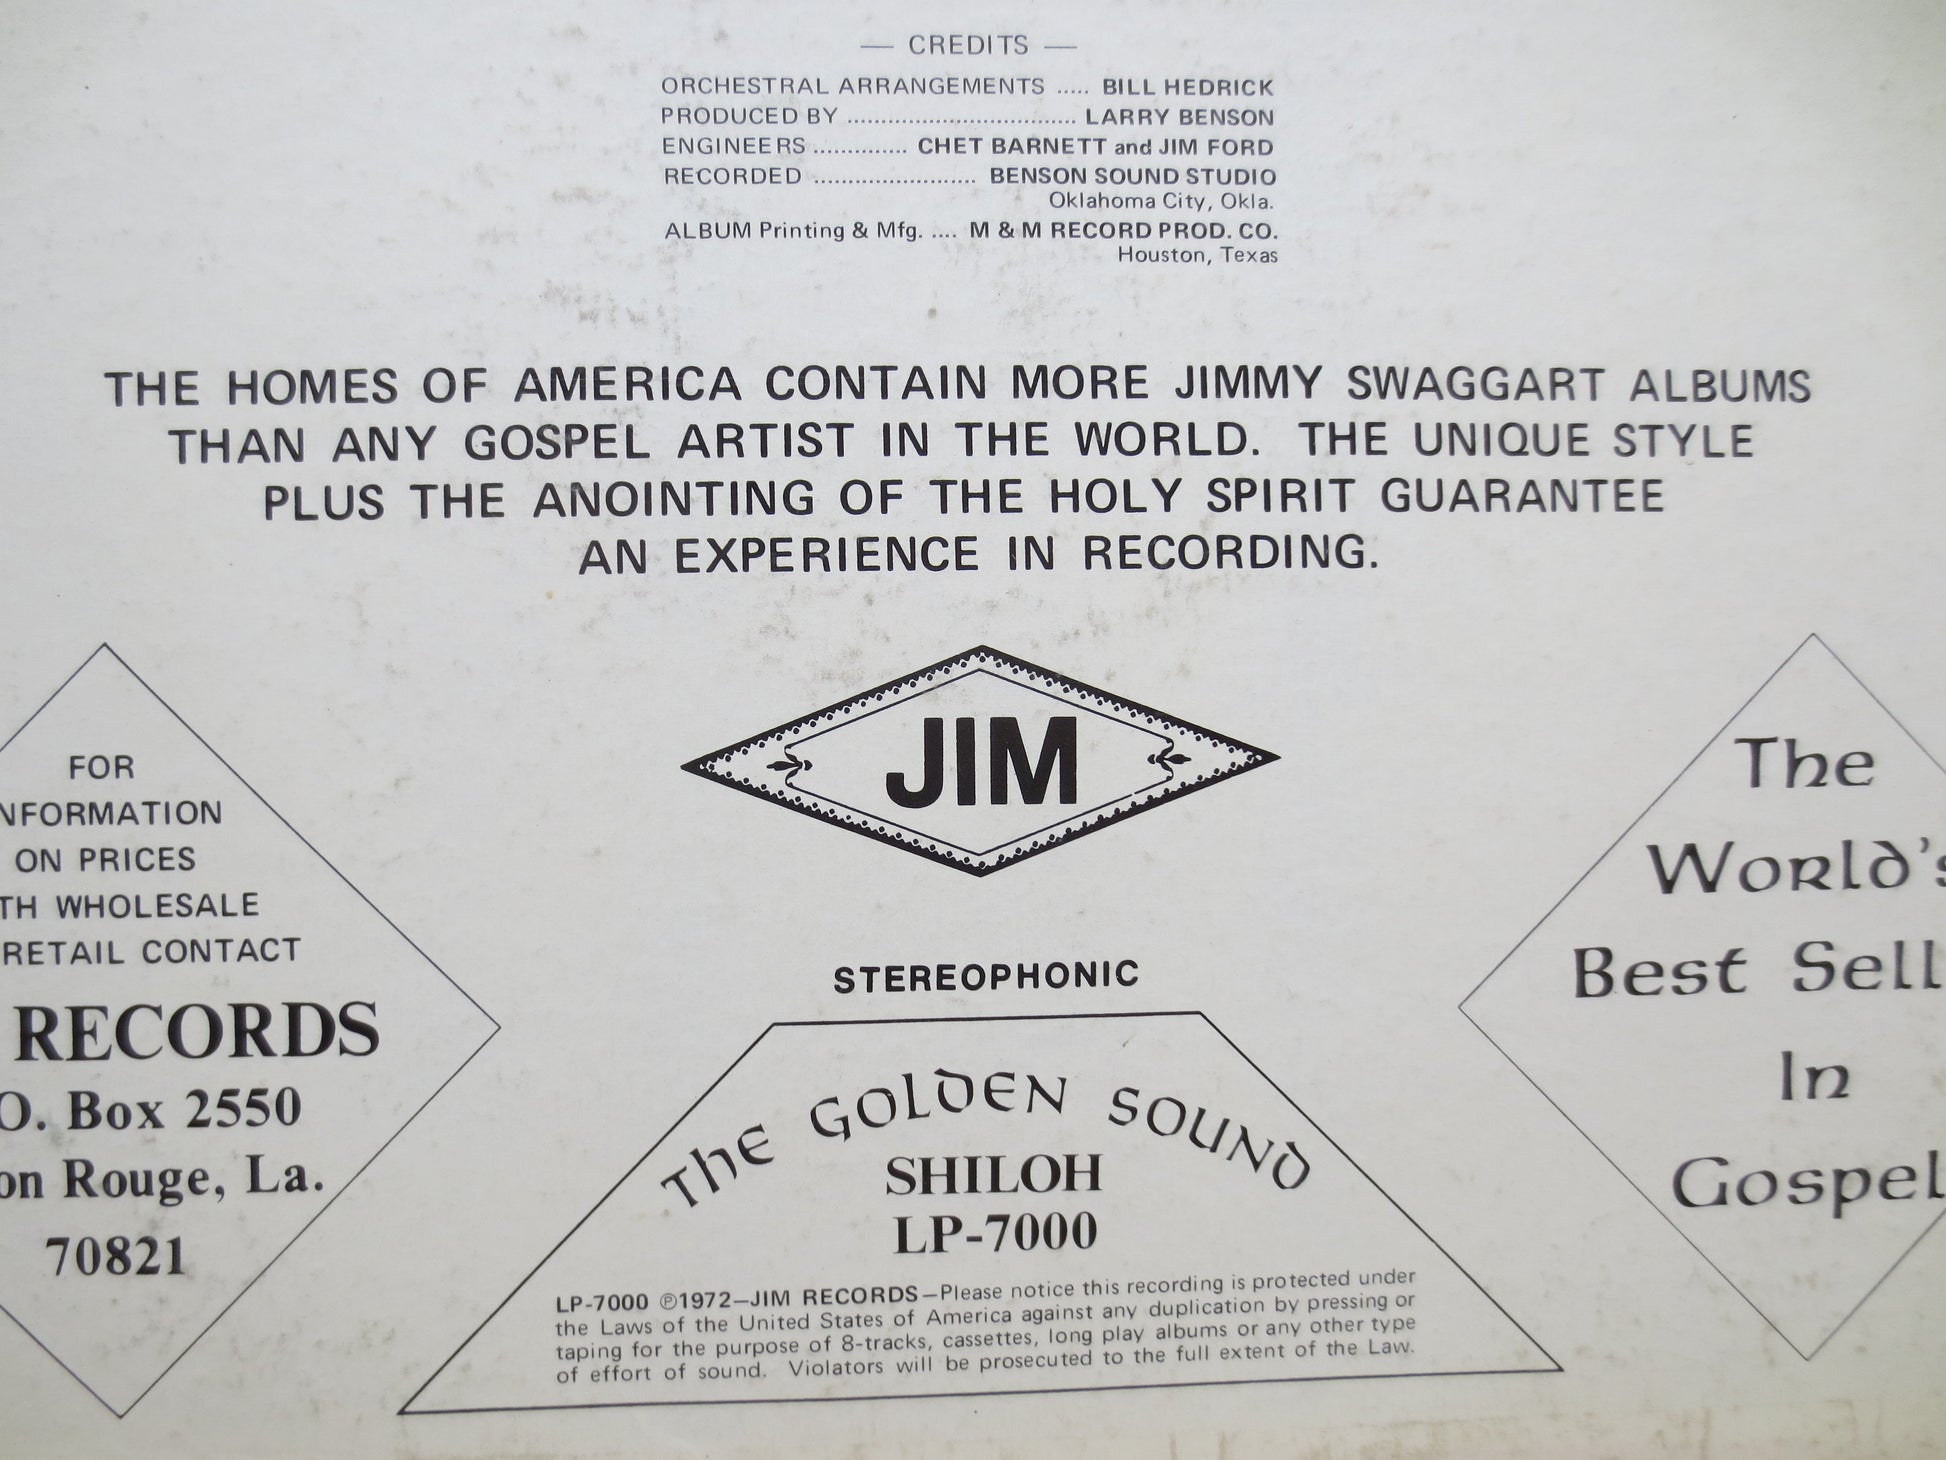 — CREDITS —
ORCHESTRAL ARRANGEMENTS ..... BILL HEDRICK
PRODUCED BY ................................. LARRY BENSON
ENGINEERS .............. CHET BARNETT and JIM FORD
RECORDED ........................ BENSON SOUND STUDIO
Oklahoma City, Okla.
ALBUM Printing & Mfg. .... M & M RECORD PROD. CO.
Houston, Texas
THE HOMES OF AMERICA CONTAIN MORE JIMMY SWAGGART ALBUMS
THAN ANY GOSPEL ARTIST IN THE WORLD. THE UNIQUE STYLE
PLUS THE ANOINTING OF THE HOLY SPIRIT GUARANTEE
AN EXPERIENCE IN RECORDING.
FOR
NFORMATION
ON PRICES
TH WHOLESALE
RETAIL CONTACT
RECORDS
O. Box 2550
on Rouge, La.
70821
JIM
STEREOPHONIC
The GOLDEN SOUND
SHILOH
LP-7000
LP-7000 ℗1972—JIM RECORDS—Please notice this recording is protected under
the Laws of the United States of America against any duplication by pressing or
taping for the purpose of 8-tracks, cassettes, long play albums or any other type
of effort of sound. Violators will be prosecuted to the full extent of the Law.
The
World's
Best Sell
In
Gospel